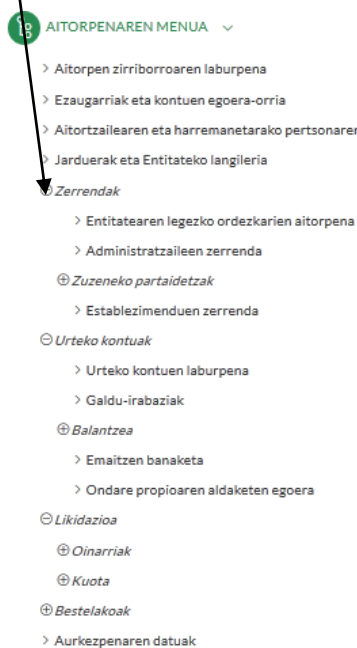 AITORPENAREN MENUA
> Aitorpen zirriborroaren laburpena
> Ezaugarriak eta kontuen egoera-orria
> Aitortzailearen eta harremanetarako
> Jarduerak eta Entitateko langileria
Zerrendak
> Entitatearen legezko ordezkarien aitorpena
> Administratzaileen zerrenda
⊕ Zuzeneko partaidetzak
> Establezimenduen zerrenda
⊖ Urteko kontuak
> Urteko kontuen laburpena
> Galdu-irabaziak
⊕ Balantzea
> Emaitzen banaketa
> Ondare propioaren aldaketen egoera
⊖ Likidazioa
⊕ Oinarriak
⊕ Kuota
⊕ Bestelakoak
> Aurkezpenaren datuak